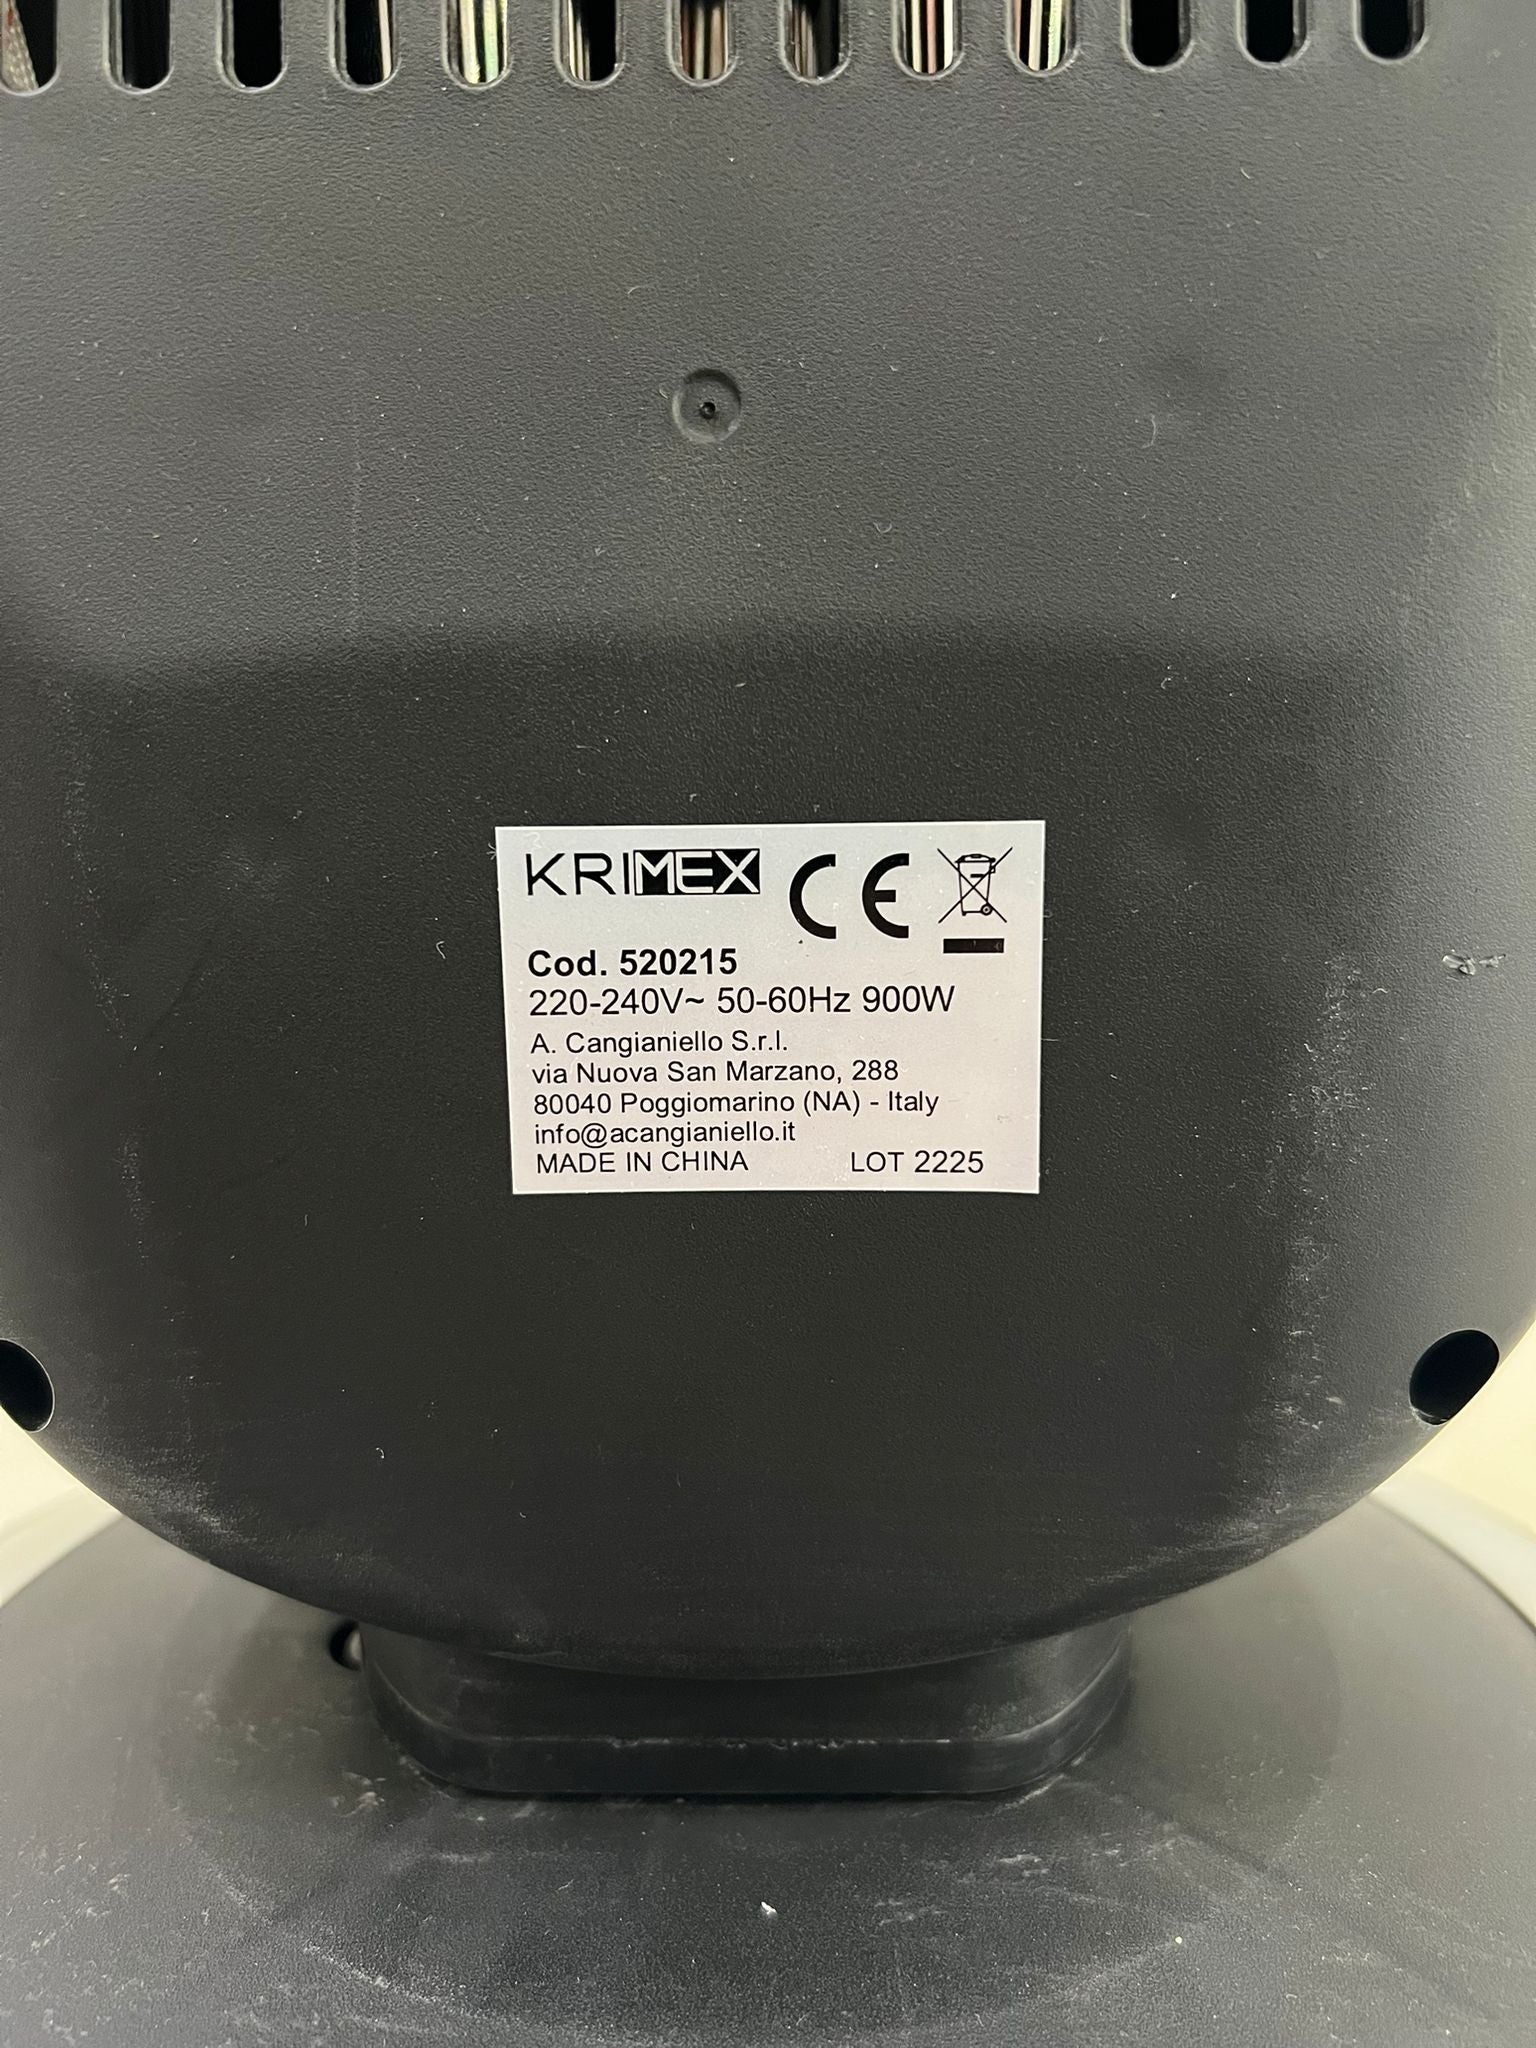 KRIMEX CE
Cod. 520215
220-240V~ 50-60Hz 900W
A. Cangianiello S.r.l.
via Nuova San Marzano, 288
80040 Poggiomarino (NA) - Italy
info@acangianiello.it
MADE IN CHINA LOT 2225